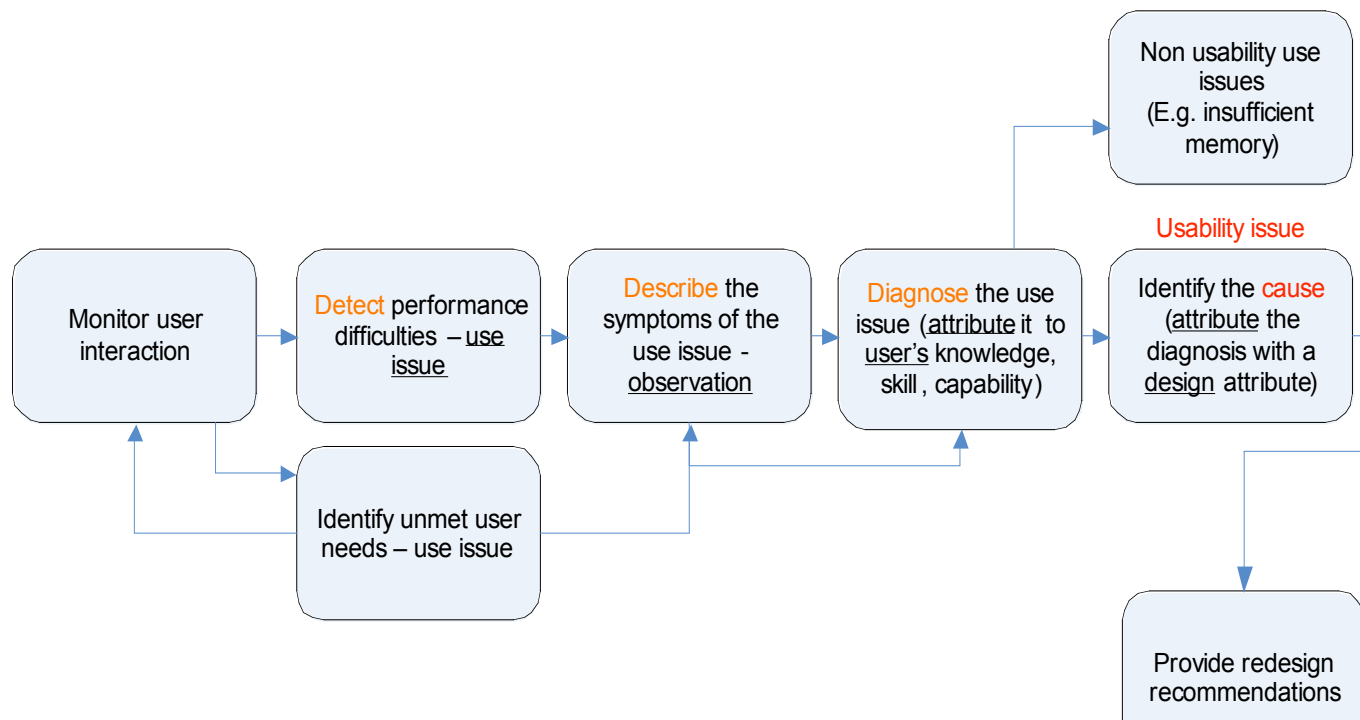 Non usability use
issues
(E.g. insufficient
memory)
Usability issue
Monitor user
interaction
Detect performance
difficulties – use
issue
Describe the
symptoms of the
use issue -
observation
Diagnose the use
issue (attribute it to
user's knowledge,
skill , capability)
Identify the cause
(attribute the
diagnosis with a
design attribute)
Identify unmet user
needs – use issue
Provide redesign
recommendations